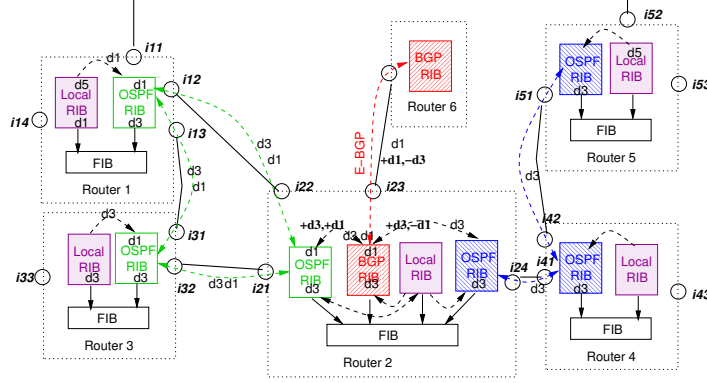 i11
d1
d5
Local
RIB
d1
d1
OSPF
RIB
d3
i12
i14
i13
FIB
Router 1
d3
d1
d3
d1
i22
BGP
RIB
Router 6
E-BGP
d1
+d1,-d3
i23
i52
OSPF
RIB
d3
d5
Local
RIB
i51
i53
FIB
Router 5
d3
i42
d3
Local
RIB
d3
d1
OSPF
RIB
d3
i31
i32
i33
FIB
Router 3
i21
d3 d1
+d3,+d1
d3 d1
+d3,-d1
d3
d1
OSPF
RIB
d3
d1
BGP
RIB
d3
Local
RIB
OSPF
RIB
d3
FIB
Router 2
i24
i41
d3
OSPF
RIB
d3
Local
RIB
i43
FIB
Router 4